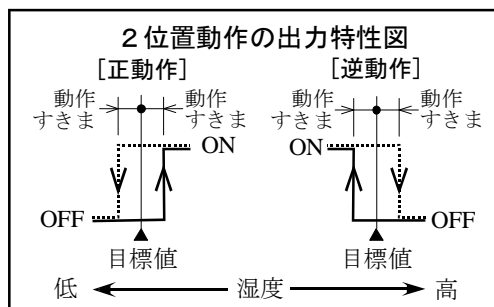 2位置動作の出力特性図
[正動作] [逆動作]
動作 動作 動作 動作
すきま すきま すきま すきま
ON ON
OFF OFF
目標値 目標値
低 湿度 高